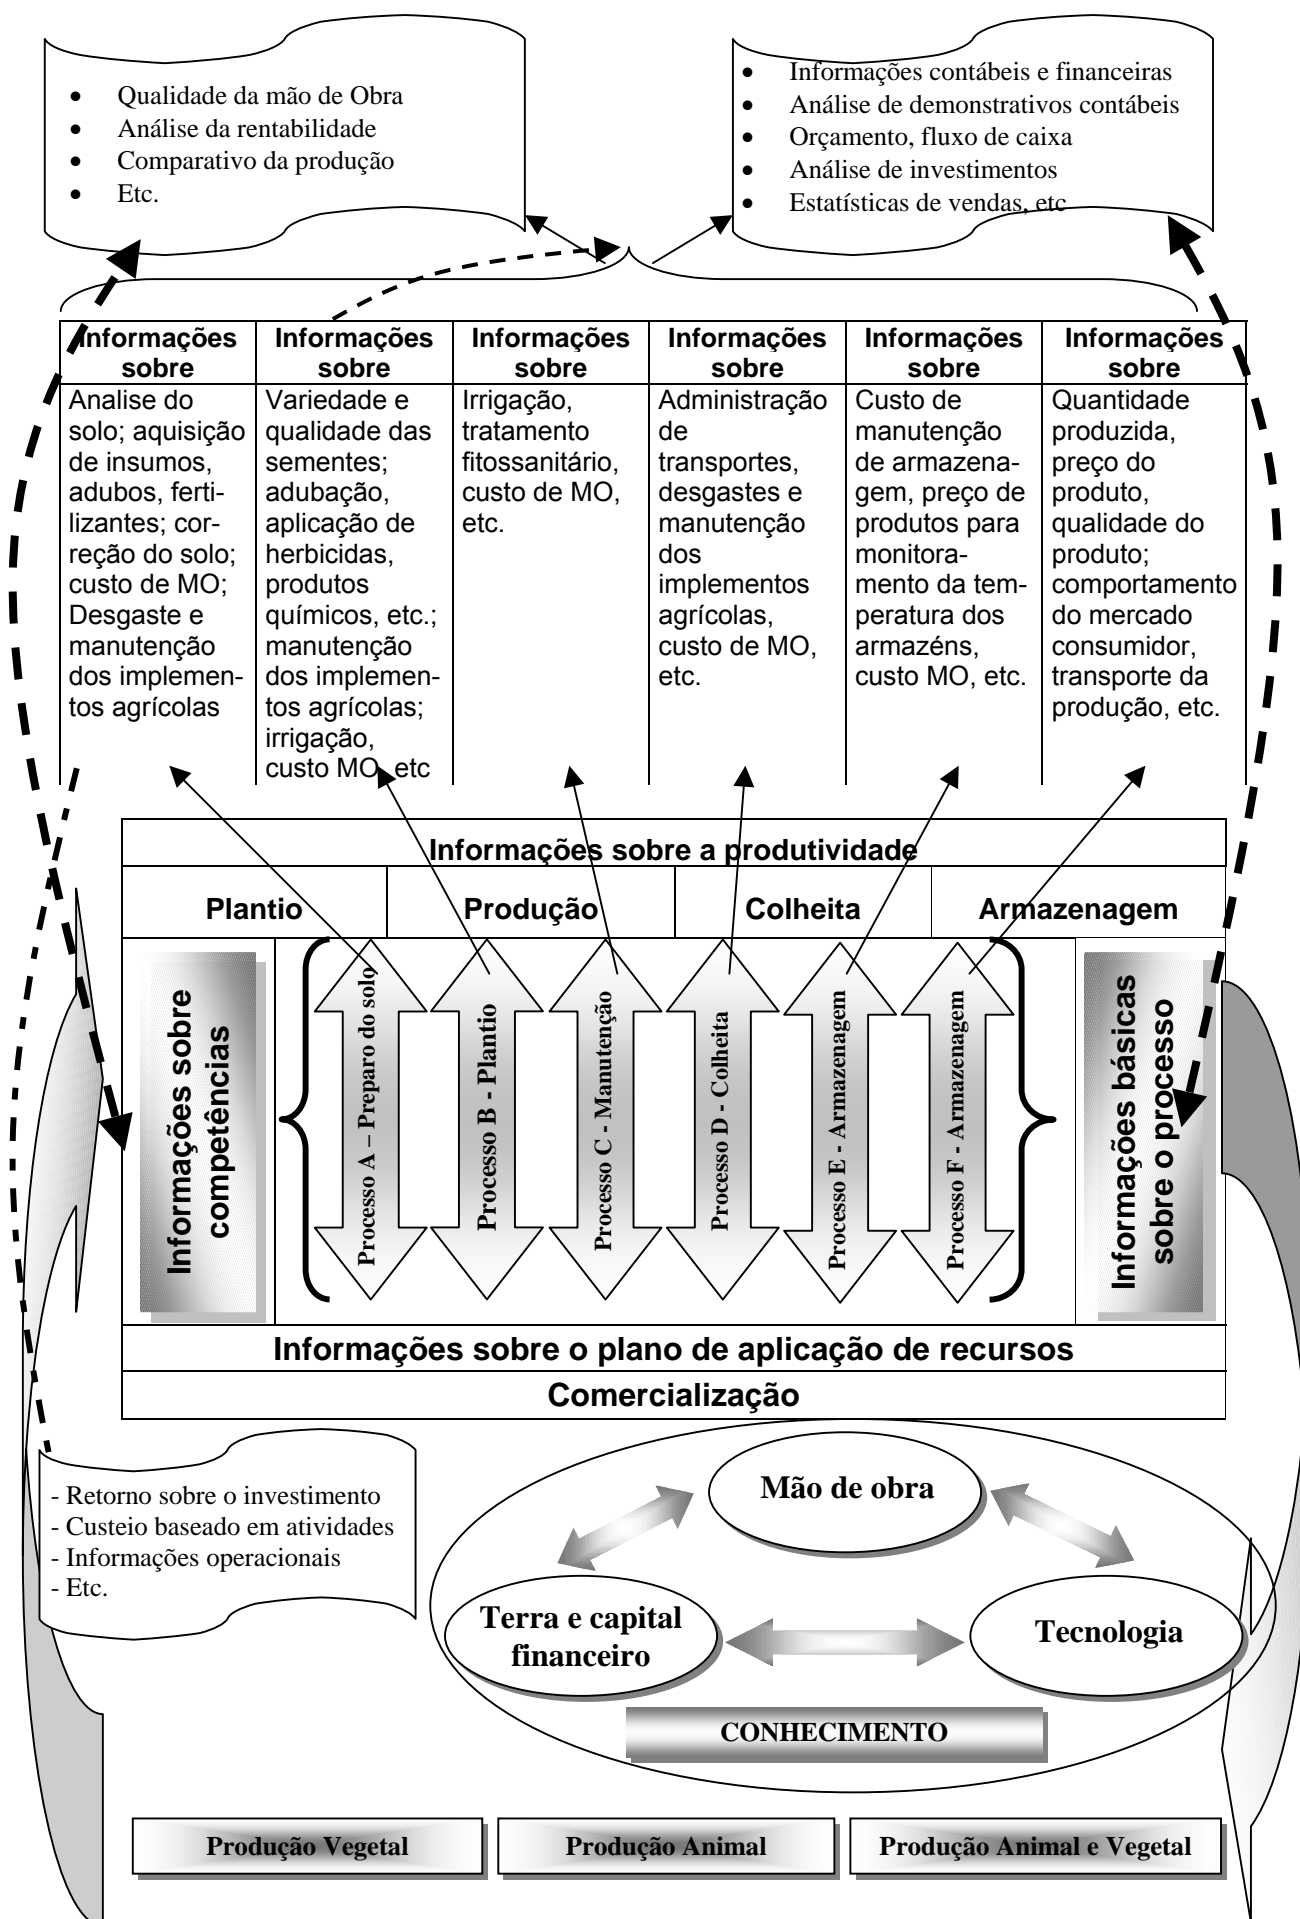 • Qualidade da mão de Obra
• Análise da rentabilidade
• Comparativo da produção
• Etc.
• Informações contábeis e financeiras
• Análise de demonstrativos contábeis
• Orçamento, fluxo de caixa
• Análise de investimentos
• Estatísticas de vendas, etc
Informações
sobre
Analise do
solo; aquisição
de insumos,
adubos, ferti-
lizantes; cor-
reção do solo;
custo de MO;
Desgaste e
manutenção
dos implemen-
tos agrícolas
Informações
sobre
Variedade e
qualidade das
sementes;
adubação,
aplicação de
herbicidas,
produtos
químicos, etc.;
manutenção
dos implemen-
tos agrícolas;
irrigação,
custo MO, etc
Informações
sobre
Irrigação,
tratamento
fitossanitário,
custo de MO,
etc.
Informações
sobre
Administração
de
transportes,
desgastes e
manutenção
dos
implementos
agrícolas,
custo de MO,
etc.
Informações
sobre
Custo de
manutenção
de armazena-
gem, preço de
produtos para
monitora-
mento da tem-
peratura dos
armazéns,
custo MO, etc.
Informações
sobre
Quantidade
produzida,
preço do
produto,
qualidade do
produto;
comportamento
do mercado
consumidor,
transporte da
produção, etc.
Informações sobre a produtividade
Plantio
Produção
Colheita
Armazenagem
Informações sobre
competências
Processo A – Preparo do solo
Processo B - Plantio
Processo C - Manutenção
Processo D - Colheita
Processo E - Armazenagem
Processo F - Armazenagem
Informações básicas
sobre o processo
Informações sobre o plano de aplicação de recursos
Comercialização
- Retorno sobre o investimento
- Custeio baseado em atividades
- Informações operacionais
- Etc.
Mão de obra
Terra e capital
financeiro
Tecnologia
CONHECIMENTO
Produção Vegetal
Produção Animal
Produção Animal e Vegetal